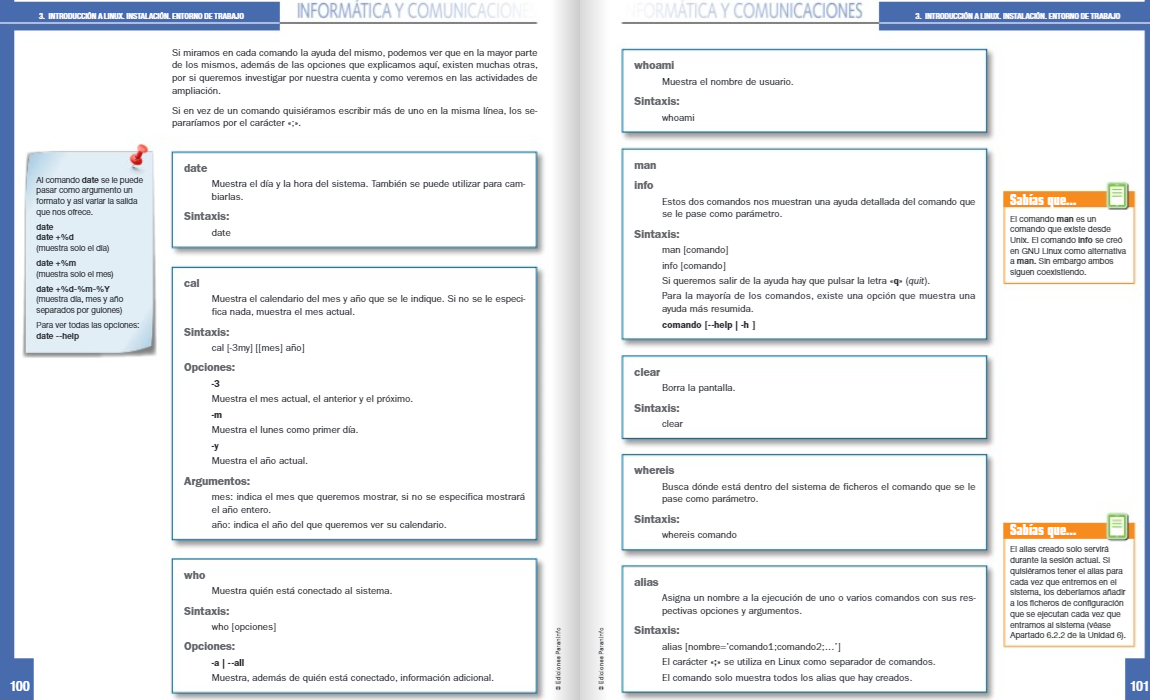 3. INTRODUCCIÓN A LINUX. INSTALACIÓN. ENTORNO DE TRABAJO
INFORMÁTICA Y COMUNICACIONES
Si miramos en cada comando la ayuda del mismo, podemos ver que en la mayor parte
de los mismos, además de las opciones que explicamos aquí, existen muchas otras,
por si queremos investigar por nuestra cuenta y como veremos en las actividades de
ampliación.
Si en vez de un comando quisiéramos escribir más de uno en la misma línea, los se-
pararíamos por el carácter «;».
Al comando date se le puede
pasar como argumento un
formato y así variar la salida
que nos ofrece.
date
date +%d
(muestra solo el día)
date +%m
(muestra solo el mes)
date +%d-%m-%Y
(muestra día, mes y año
separados por guiones)
Para ver todas las opciones:
date --help
date
Muestra el día y la hora del sistema. También se puede utilizar para cam-
biarlas.
Sintaxis:
date
cal
Muestra el calendario del mes y año que se le indique. Si no se le especi-
fica nada, muestra el mes actual.
Sintaxis:
cal [-3my] [[mes] año]
Opciones:
-3
Muestra el mes actual, el anterior y el próximo.
-m
Muestra el lunes como primer día.
-y
Muestra el año actual.
Argumentos:
mes: indica el mes que queremos mostrar, si no se especifica mostrará
el año entero.
año: indica el año del que queremos ver su calendario.
who
Muestra quién está conectado al sistema.
Sintaxis:
who [opciones]
Opciones:
-a | --all
Muestra, además de quién está conectado, información adicional.
© Ediciones Paraninfo
100
INFORMÁTICA Y COMUNICACIONES
3. INTRODUCCIÓN A LINUX. INSTALACIÓN. ENTORNO DE TRABAJO
whoami
Muestra el nombre de usuario.
Sintaxis:
whoami
man
info
Estos dos comandos nos muestran una ayuda detallada del comando que
se le pase como parámetro.
Sintaxis:
man [comando]
info [comando]
Si queremos salir de la ayuda hay que pulsar la letra «q» (quit).
Para la mayoría de los comandos, existe una opción que muestra una
ayuda más resumida.
comando [--help | -h ]
Sabías que...
El comando man es un
comando que existe desde
Unix. El comando info se creó
en GNU Linux como alternativa
a man. Sin embargo ambos
siguen coexistiendo.
clear
Borra la pantalla.
Sintaxis:
clear
whereis
Busca dónde está dentro del sistema de ficheros el comando que se le
pase como parámetro.
Sintaxis:
whereis comando
alias
Asigna un nombre a la ejecución de uno o varios comandos con sus res-
pectivas opciones y argumentos.
Sintaxis:
alias [nombre='comando1;comando2;...']
El carácter «;» se utiliza en Linux como separador de comandos.
El comando solo muestra todos los alias que hay creados.
Sabías que...
El alias creado solo servirá
durante la sesión actual. Si
quisiéramos tener el alias para
cada vez que entremos en el
sistema, los deberíamos añadir
a los ficheros de configuración
que se ejecutan cada vez que
entramos al sistema (véase
Apartado 6.2.2 de la Unidad 6).
© Ediciones Paraninfo
101